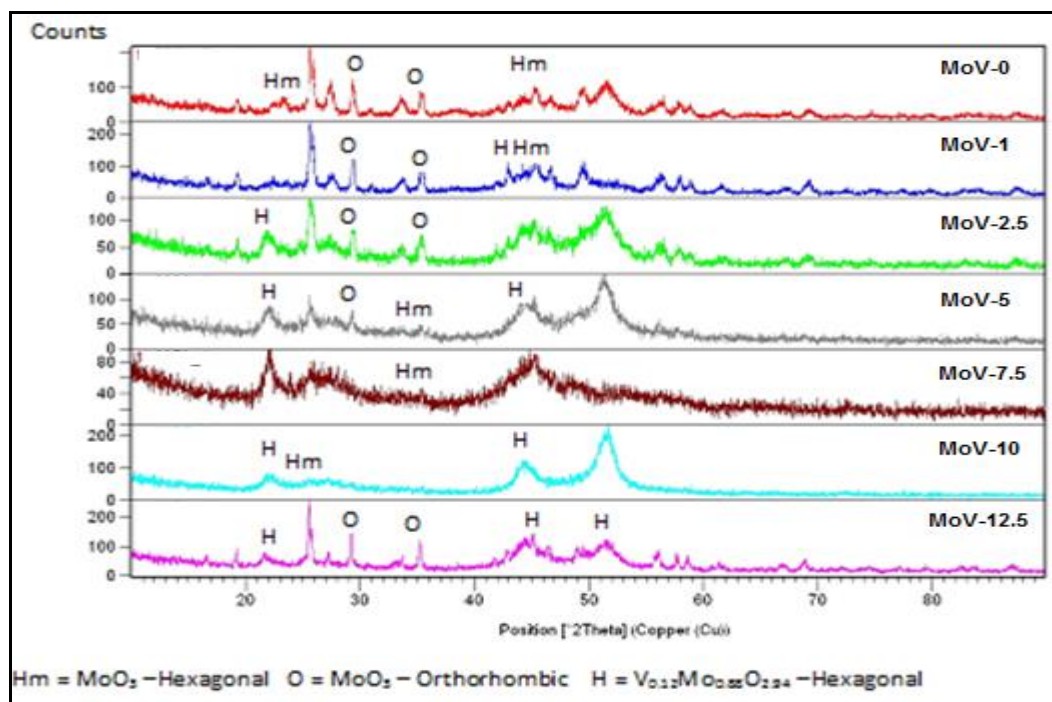 Counts
Hm O O Hm MoV-0
100
0
200 H Hm MoV-1
100 O O
0
H O O MoV-2.5
100
50
0
H O Hm H MoV-5
100
50
0
80 Hm MoV-7.5
40
0
200 H Hm H MoV-10
100
0
200 H O O H H MoV-12.5
100
0
20 30 40 50 60 70 80
Position [°2Theta] (Copper (Cu))
Hm = MoO₃ –Hexagonal O = MoO₃ – Orthorhombic H = V₀.₁₂Mo₀.₈₈O₂.₉₄ –Hexagonal